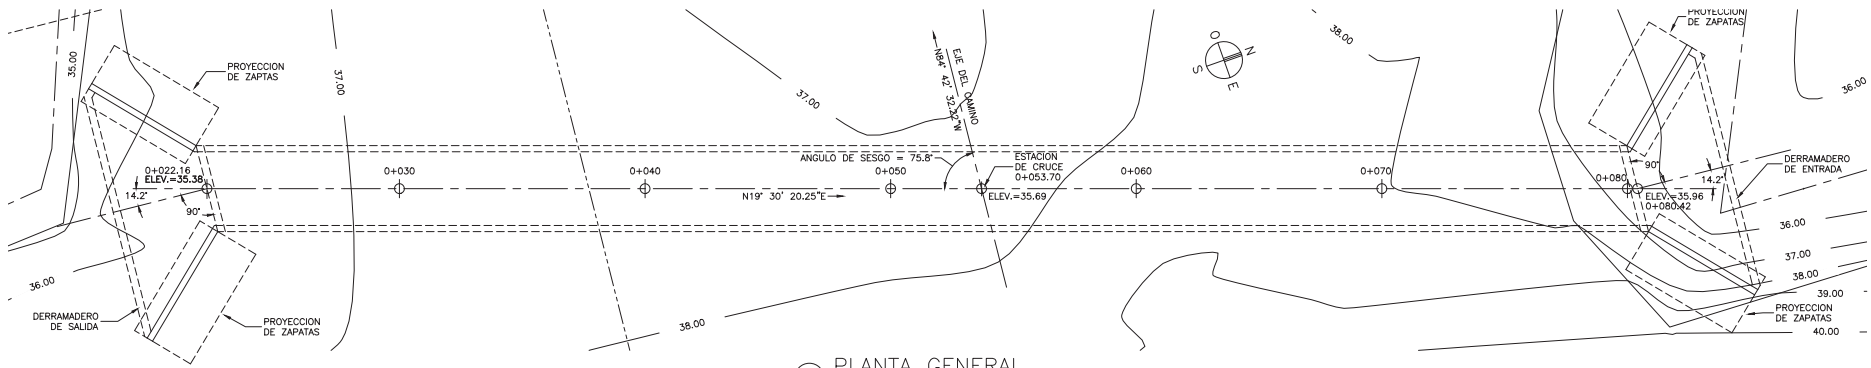 35.00
PROYECCION
DE ZAPTAS
37.00
37.00
N84° 42' 32.22"W
EJE DEL CAMINO
O
N
S
E
38.00
PROYECCION
DE ZAPATAS
36.00
0+022.16
ELEV.=35.38
14.2°
90°
0+030
0+040
0+050
ANGULO DE SESGO = 75.8°
ESTACION
DE CRUCE
0+053.70
ELEV.=35.69
N19° 30' 20.25"E
0+060
0+070
0+080
90°
14.2°
ELEV.=35.96
0+080.42
DERRAMADERO
DE ENTRADA
36.00
37.00
38.00
39.00
40.00
36.00
DERRAMADERO
DE SALIDA
PROYECCION
DE ZAPATAS
38.00
PROYECCION
DE ZAPATAS
PLANTA GENERAL